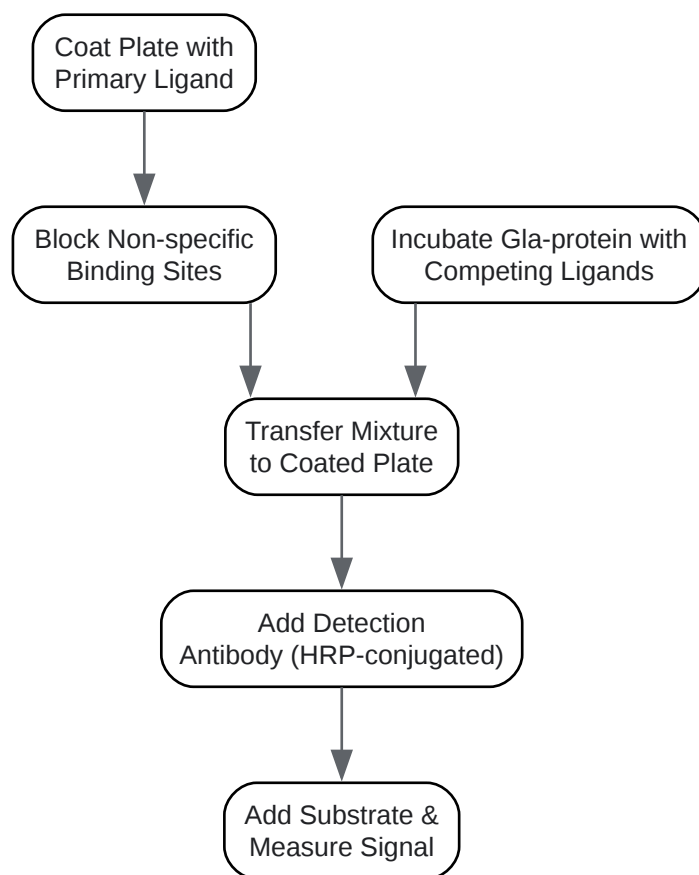 Coat Plate with
Primary Ligand
Block Non-specific
Binding Sites
Incubate Gla-protein with
Competing Ligands
Transfer Mixture
to Coated Plate
Add Detection
Antibody (HRP-conjugated)
Add Substrate &
Measure Signal